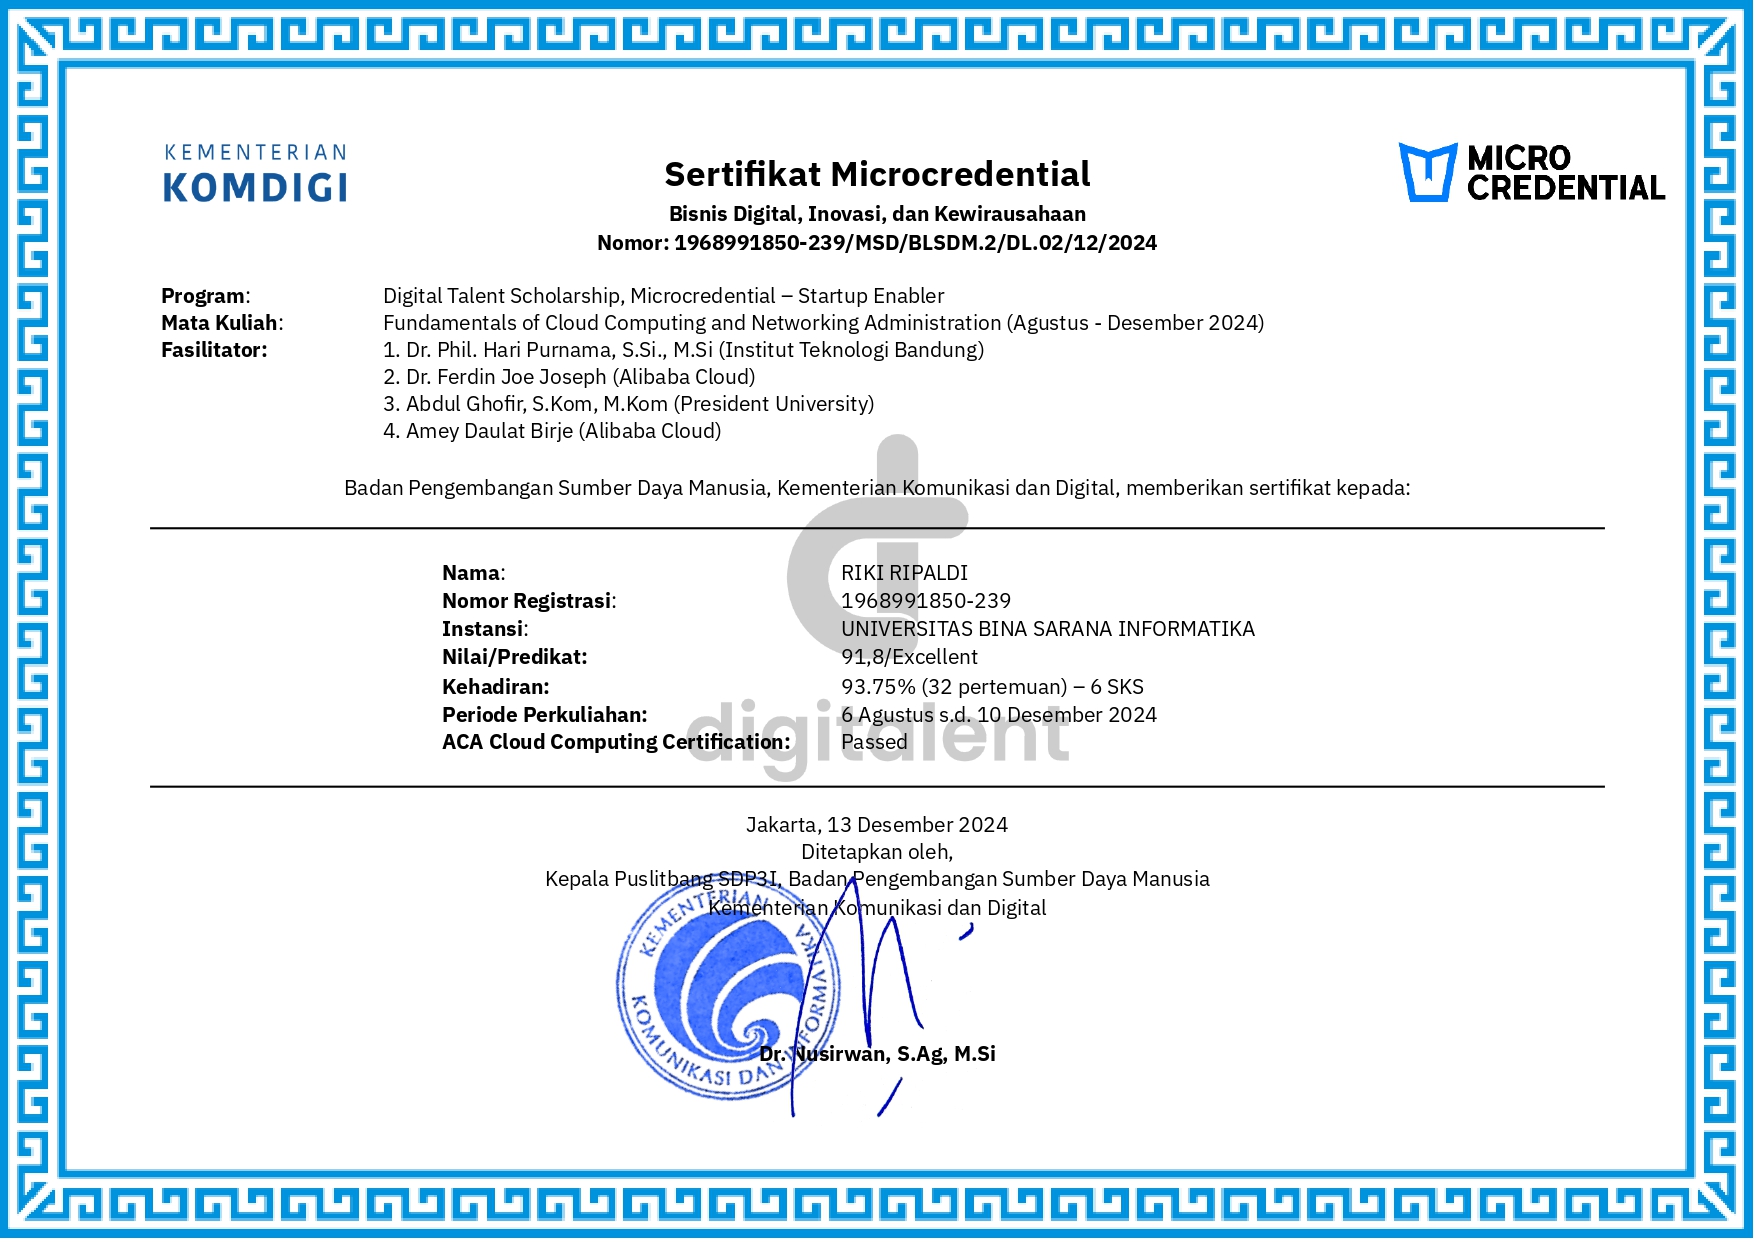 KEMENTERIAN
KOMDIGI
MICRO
CREDENTIAL
Sertifikat Microcredential
Bisnis Digital, Inovasi, dan Kewirausahaan
Nomor: 1968991850-239/MSD/BLSDM.2/DL.02/12/2024
Program: Digital Talent Scholarship, Microcredential – Startup Enabler
Mata Kuliah: Fundamentals of Cloud Computing and Networking Administration (Agustus - Desember 2024)
Fasilitator: 1. Dr. Phil. Hari Purnama, S.Si., M.Si (Institut Teknologi Bandung)
2. Dr. Ferdin Joe Joseph (Alibaba Cloud)
3. Abdul Ghofir, S.Kom, M.Kom (President University)
4. Amey Daulat Birje (Alibaba Cloud)
Badan Pengembangan Sumber Daya Manusia, Kementerian Komunikasi dan Digital, memberikan sertifikat kepada:
Nama: RIKI RIPALDI
Nomor Registrasi: 1968991850-239
Instansi: UNIVERSITAS BINA SARANA INFORMATIKA
Nilai/Predikat: 91,8/Excellent
Kehadiran: 93.75% (32 pertemuan) – 6 SKS
Periode Perkuliahan: 6 Agustus s.d. 10 Desember 2024
ACA Cloud Computing Certification: Passed
digitalent
Jakarta, 13 Desember 2024
Ditetapkan oleh,
Kepala Puslitbang SDP3I, Badan Pengembangan Sumber Daya Manusia
Kementerian Komunikasi dan Digital
KEMENTERIAN
KOMUNIKASI DAN INFORMATIKA
Dr. Nusirwan, S.Ag, M.Si